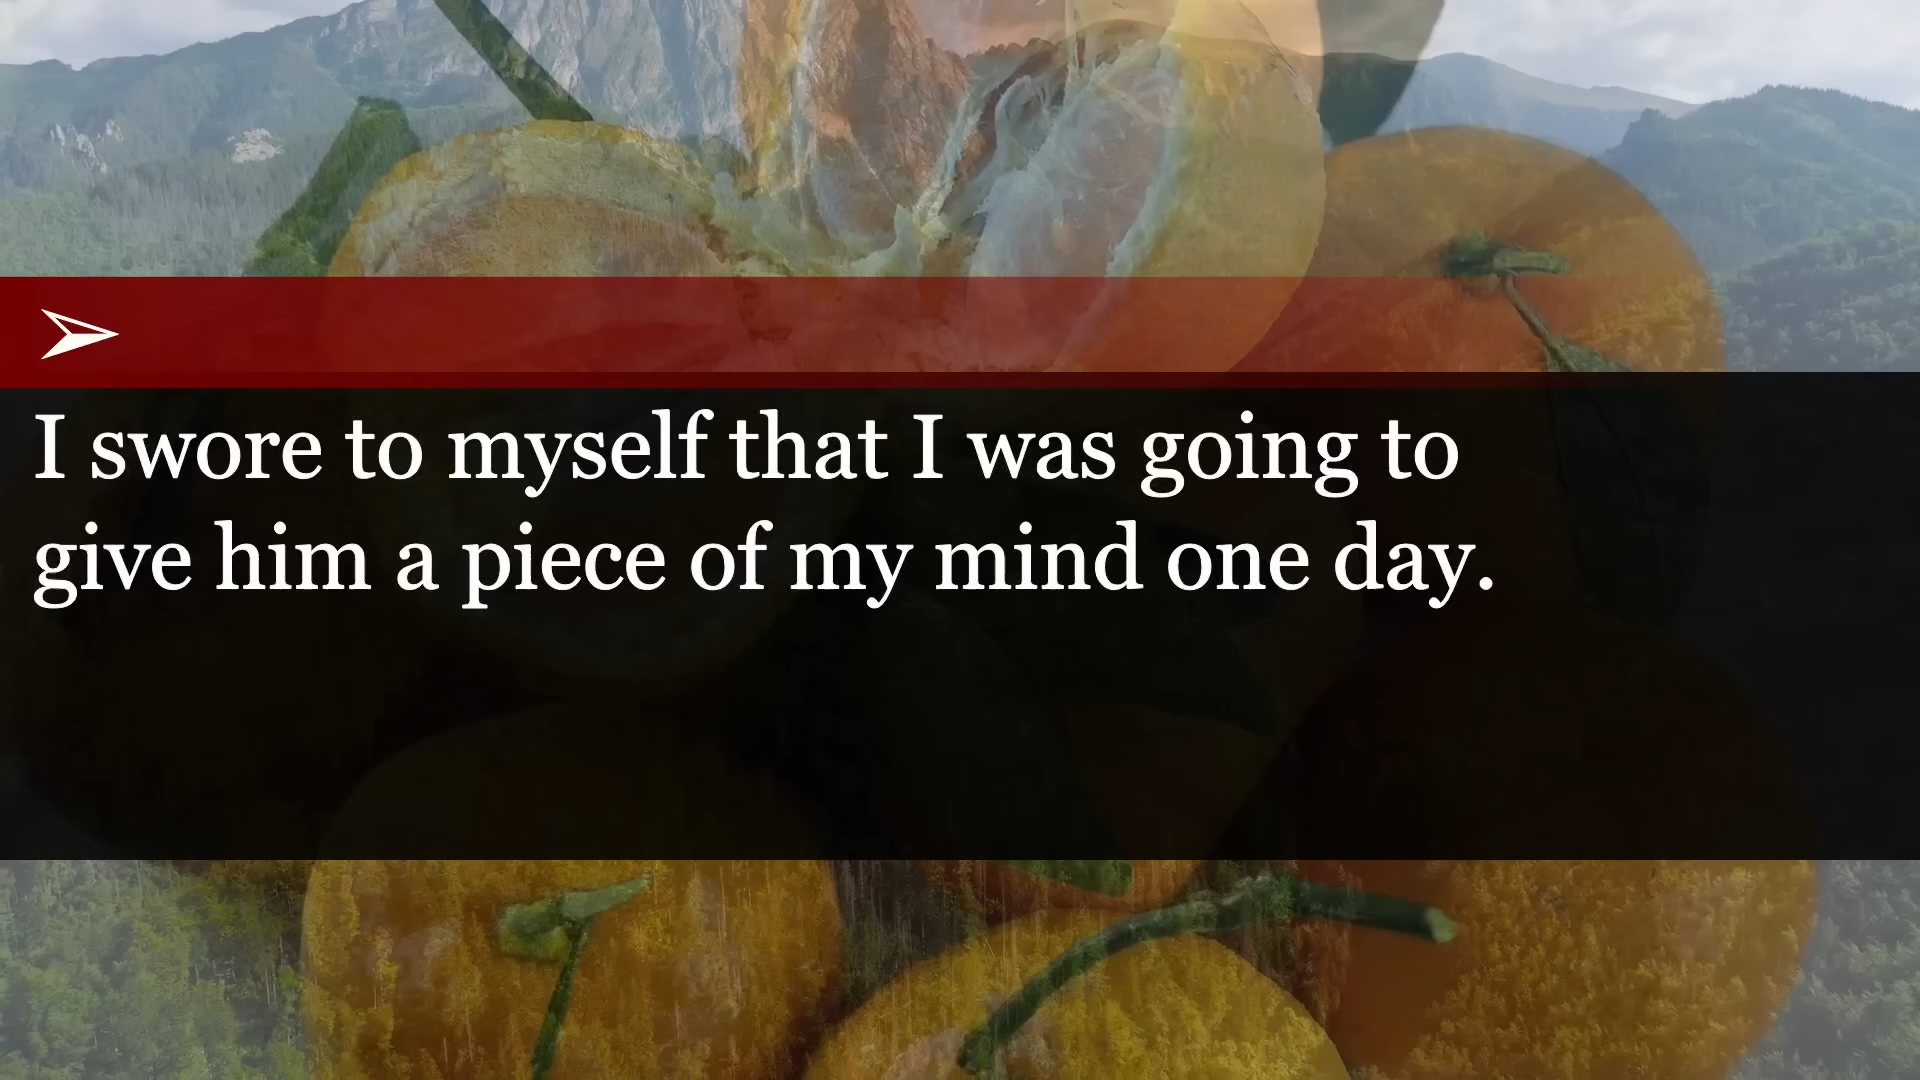 I swore to myself that I was going to
give him a piece of my mind one day.